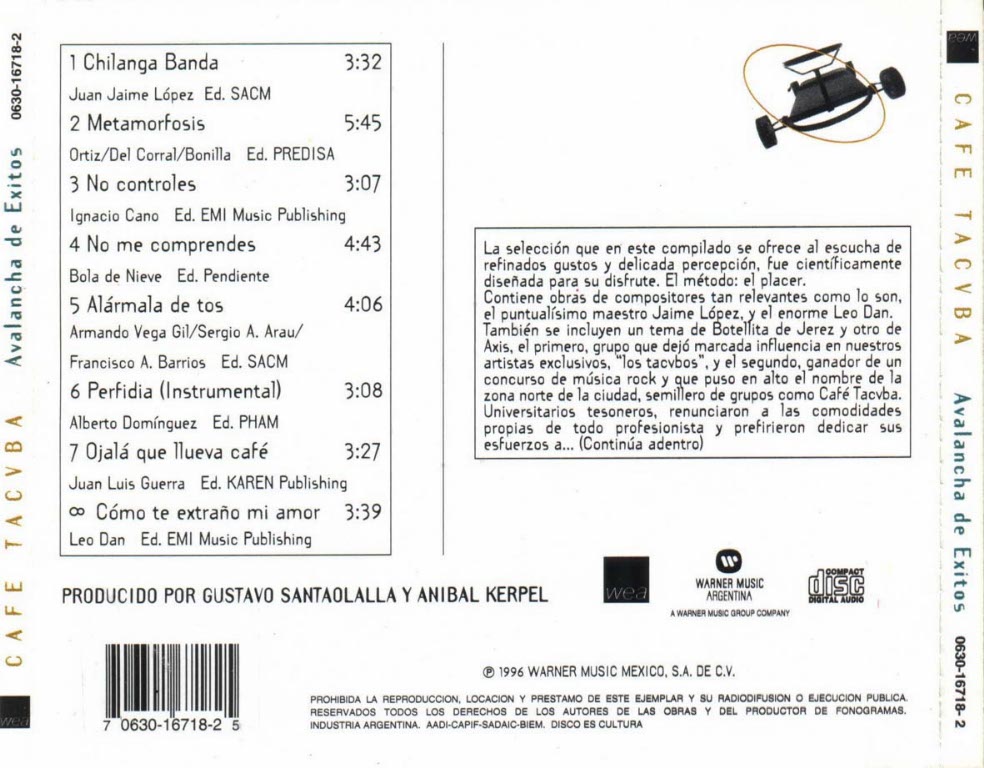 0630-16718-2
Avalancha de Exitos
CAFE TACVBA
wea
1 Chilanga Banda 3:32
Juan Jaime López Ed. SACM
2 Metamorfosis 5:45
Ortiz/Del Corral/Bonilla Ed. PREDISA
3 No controles 3:07
Ignacio Cano Ed. EMI Music Publishing
4 No me comprendes 4:43
Bola de Nieve Ed. Pendiente
5 Alármala de tos 4:06
Armando Vega Gil/Sergio A. Arau/
Francisco A. Barrios Ed. SACM
6 Perfidia (Instrumental) 3:08
Alberto Domínguez Ed. PHAM
7 Ojalá que llueva café 3:27
Juan Luis Guerra Ed. KAREN Publishing
∞ Cómo te extraño mi amor 3:39
Leo Dan Ed. EMI Music Publishing
La selección que en este compilado se ofrece al escucha de
refinados gustos y delicada percepción, fue científicamente
diseñada para su disfrute. El método: el placer.
Contiene obras de compositores tan relevantes como lo son,
el puntualísimo maestro Jaime López, y el enorme Leo Dan.
También se incluyen un tema de Botellita de Jerez y otro de
Axis, el primero, grupo que dejó marcada influencia en nuestros
artistas exclusivos, "los tacvbos", y el segundo, ganador de un
concurso de música rock y que puso en alto el nombre de la
zona norte de la ciudad, semillero de grupos como Café Tacvba.
Universitarios tesoneros, renunciaron a las comodidades
propias de todo profesionista y prefirieron dedicar sus
esfuerzos a... (Continúa adentro)
PRODUCIDO POR GUSTAVO SANTAOLALLA Y ANIBAL KERPEL
wea
WARNER MUSIC
ARGENTINA
A WARNER MUSIC GROUP COMPANY
COMPACT
disc
DIGITAL AUDIO
7 0630-16718-2 5
℗ 1996 WARNER MUSIC MEXICO, S.A. DE C.V.
PROHIBIDA LA REPRODUCCION, LOCACION Y PRESTAMO DE ESTE EJEMPLAR Y SU RADIODIFUSION O EJECUCION PUBLICA.
RESERVADOS TODOS LOS DERECHOS DE LOS AUTORES DE LAS OBRAS Y DEL PRODUCTOR DE FONOGRAMAS.
INDUSTRIA ARGENTINA. AADI-CAPIF-SADAIC-BIEM. DISCO ES CULTURA
wea
CAFE TACVBA
Avalancha de Exitos
0630-16718-2